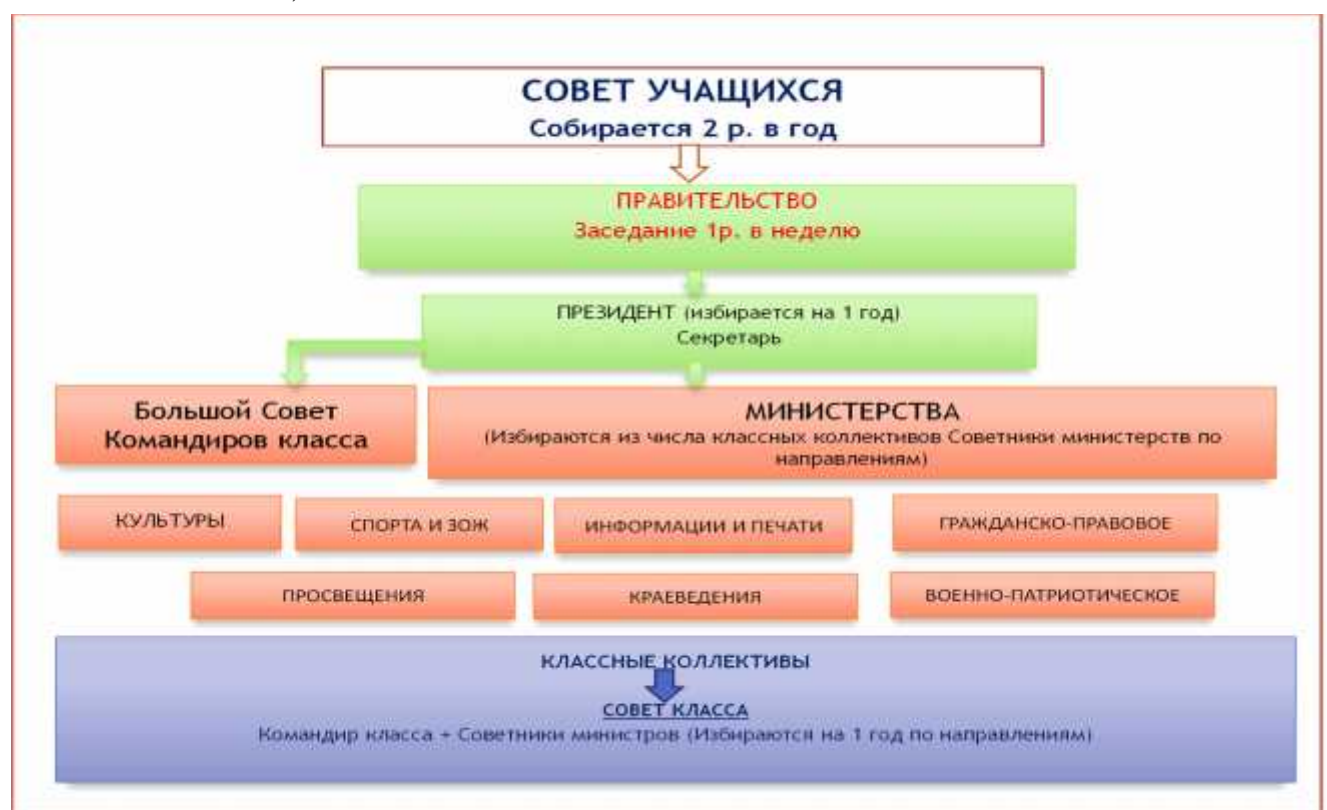 СОВЕТ УЧАЩИХСЯ
Собирается 2 р. в год
ПРАВИТЕЛЬСТВО
Заседание 1р. в неделю
ПРЕЗИДЕНТ (избирается на 1 год)
Секретарь
Большой Совет
Командиров класса
МИНИСТЕРСТВА
(Избираются из числа классных коллективов Советники министерств по
направлениям)
КУЛЬТУРЫ
СПОРТА И ЗОЖ
ИНФОРМАЦИИ И ПЕЧАТИ
ГРАЖДАНСКО-ПРАВОВОЕ
ПРОСВЕЩЕНИЯ
КРАЕВЕДЕНИЯ
ВОЕННО-ПАТРИОТИЧЕСКОЕ
КЛАССНЫЕ КОЛЛЕКТИВЫ
СОВЕТ КЛАССА
Командир класса + Советники министров (Избираются на 1 год по направлениям)